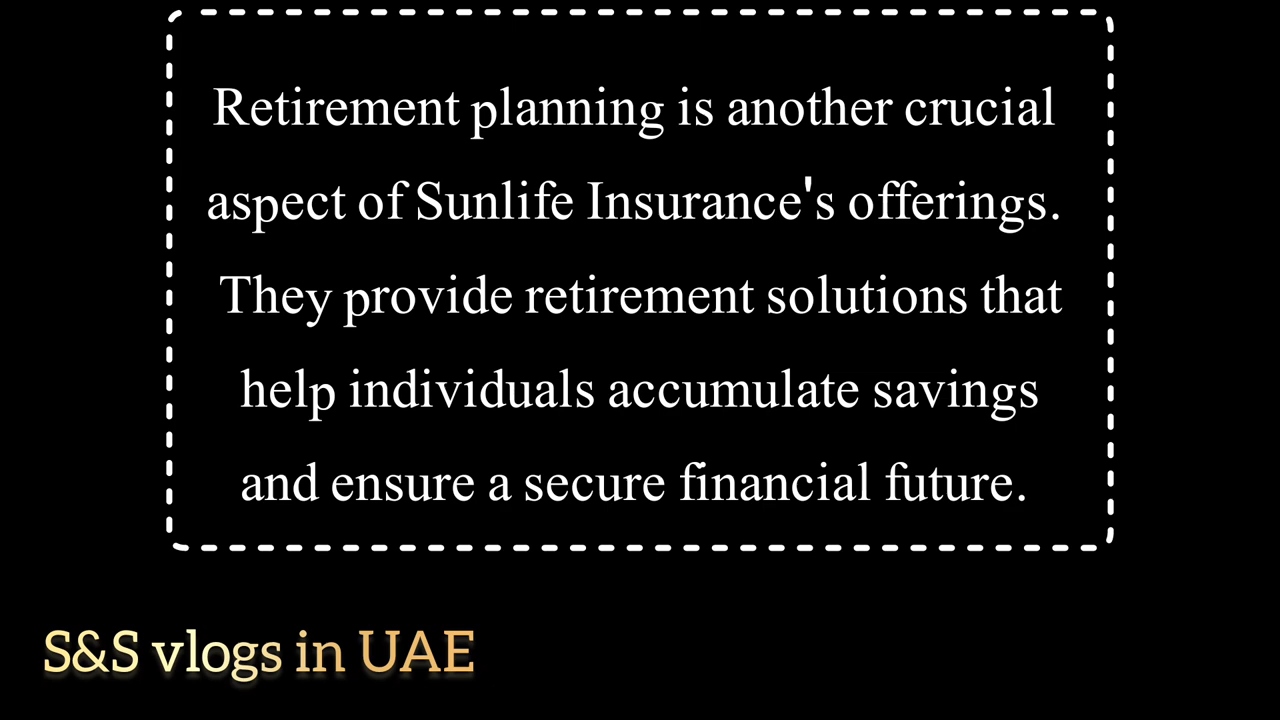 Retirement planning is another crucial
aspect of Sunlife Insurance's offerings.
They provide retirement solutions that
help individuals accumulate savings
and ensure a secure financial future.
S&S vlogs in UAE